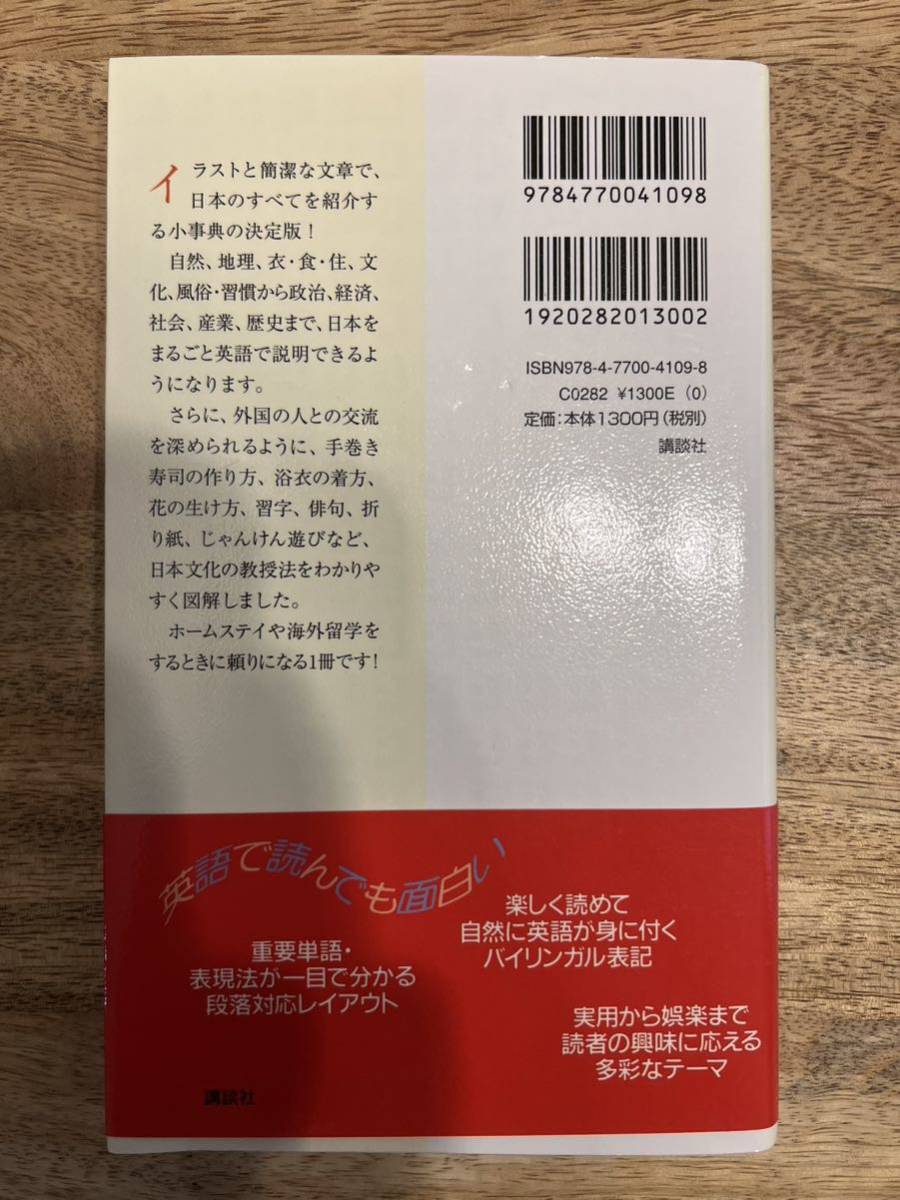 イラストと簡潔な文章で、
日本のすべてを紹介す
る小事典の決定版!
自然、地理、衣・食・住、文
化、風俗・習慣から政治、経済、
社会、産業、歴史まで、日本を
まるごと英語で説明できるよ
うになります。
さらに、外国の人との交流
を深められるように、手巻き
寿司の作り方、浴衣の着方、
花の生け方、習字、俳句、折
り紙、じゃんけん遊びなど、
日本文化の教授法をわかりや
すく図解しました。
ホームステイや海外留学を
するときに頼りになる1冊です!
9784770041098
1920282013002
ISBN978-4-7700-4109-8
C0282 ¥1300E (0)
定価:本体1300円(税別)
講談社
英語で読んでも面白い
楽しく読めて
自然に英語が身に付く
バイリンガル表記
重要単語・
表現法が一目で分かる
段落対応レイアウト
実用から娯楽まで
読者の興味に応える
多彩なテーマ
講談社